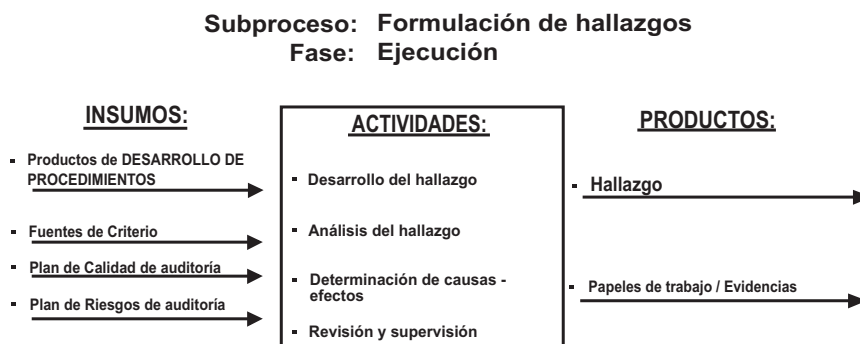 Subproceso: Formulación de hallazgos
Fase: Ejecución
INSUMOS:
▪ Productos de DESARROLLO DE
PROCEDIMIENTOS
▪ Fuentes de Criterio
▪ Plan de Calidad de auditoría
▪ Plan de Riesgos de auditoría
ACTIVIDADES:
▪ Desarrollo del hallazgo
▪ Análisis del hallazgo
▪ Determinación de causas -
efectos
▪ Revisión y supervisión
PRODUCTOS:
▪ Hallazgo
▪ Papeles de trabajo / Evidencias